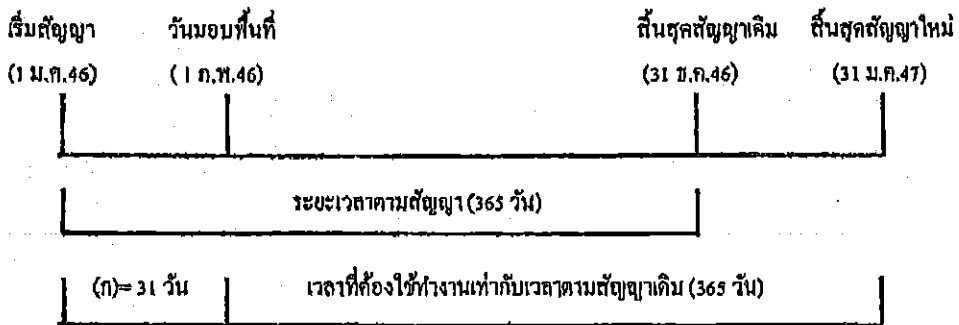 เริ่มสัญญา วันมอบพื้นที่ สิ้นสุดสัญญาเดิม สิ้นสุดสัญญาใหม่
(1 ม.ค.46) (1 ก.พ.46) (31 ธ.ค.46) (31 ม.ค.47)
ระยะเวลาตามสัญญา (365 วัน)
(ก)= 31 วัน เวลาที่ต้องใช้ทำงานเท่ากับเวลาตามสัญญาเดิม (365 วัน)